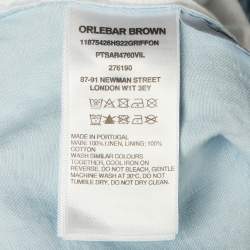 ORLEBAR BROWN
11875426HS22GRIFFON
PTSAR4760VIL
276190
87-91 NEWMAN STREET
LONDON W1T 3EY
MADE IN PORTUGAL
MADE 100% LINEN, LINING: 100%
COTTON
WASH SIMILAR COLOURS
TOGETHER, COOL IRON ON
REVERSE. DO NOT BLEACH, GENTLE
MACHINE WASH AT 30°C, DO NOT
TUMBLE DRY, DO NOT DRY CLEAN.